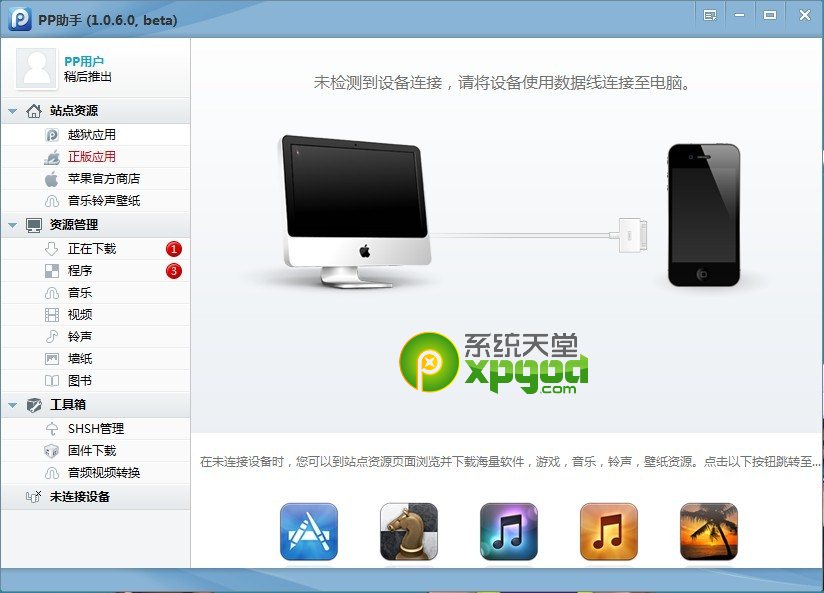 PP助手 (1.0.6.0, beta)
PP用户
稍后推出
站点资源
越狱应用
正版应用
苹果官方商店
音乐铃声壁纸
资源管理
正在下载 1
程序 3
音乐
视频
铃声
墙纸
图书
工具箱
SHSH管理
固件下载
音频视频转换
未连接设备
未检测到设备连接，请将设备使用数据线连接至电脑。
系统天堂
xpgod
.com
在未连接设备时，您可以到站点资源页面浏览并下载海量软件，游戏，音乐，铃声，壁纸资源。点击以下按钮跳转至...